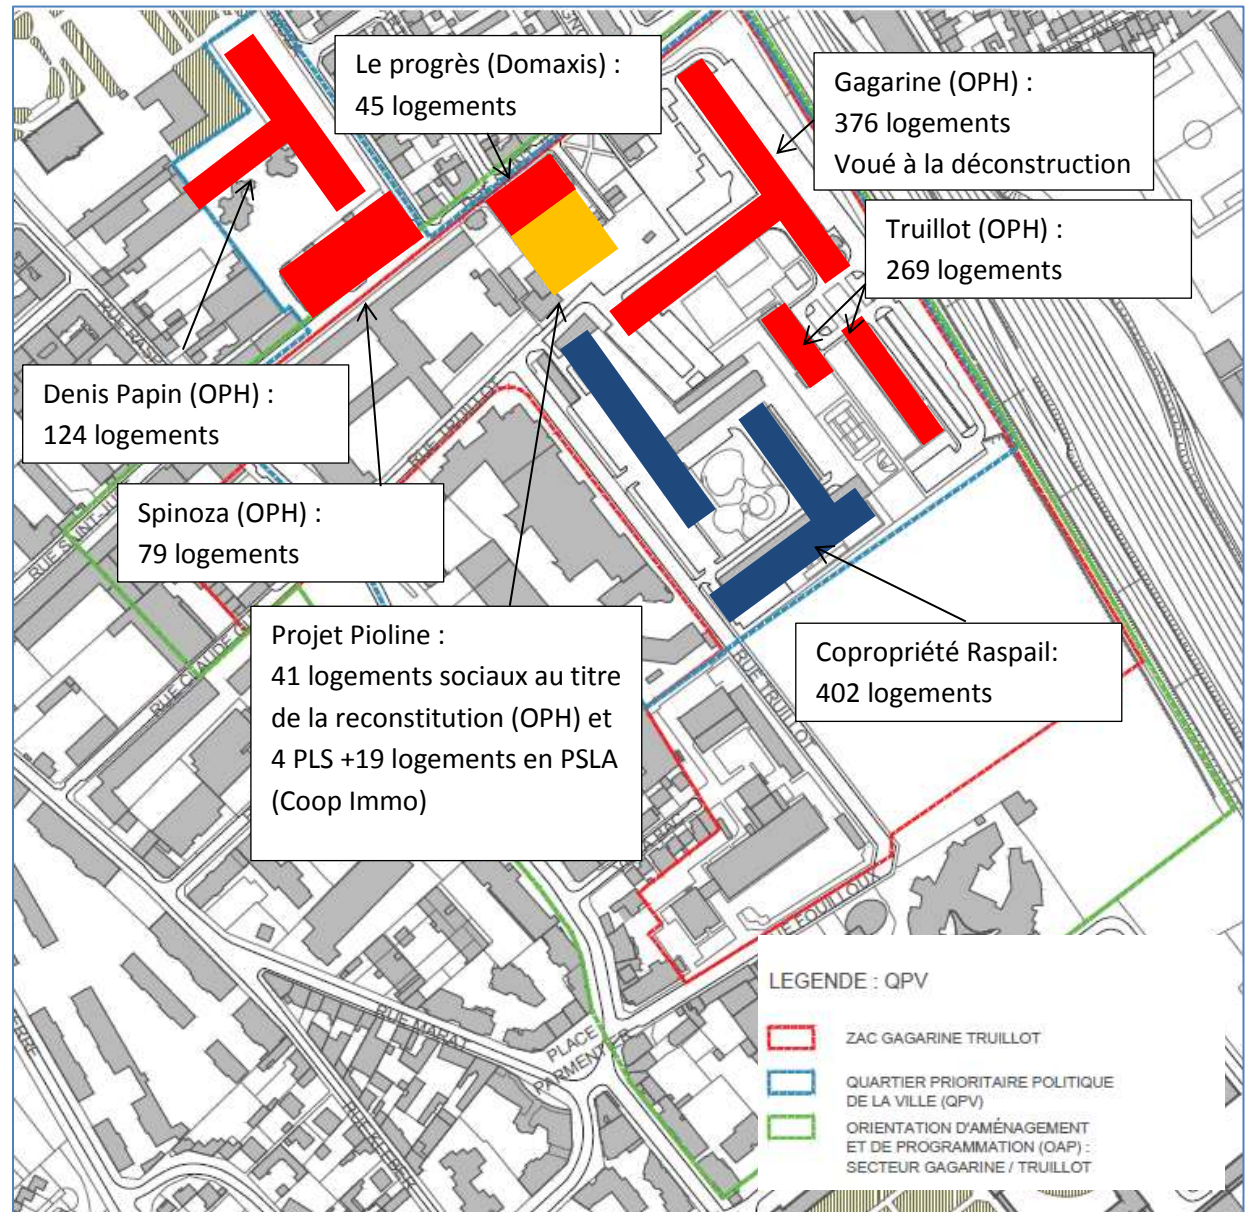 Le progrès (Domaxis) :
45 logements
Gagarine (OPH) :
376 logements
Voué à la déconstruction
Truillot (OPH) :
269 logements
Denis Papin (OPH) :
124 logements
Spinoza (OPH) :
79 logements
Projet Pioline :
41 logements sociaux au titre
de la reconstitution (OPH) et
4 PLS +19 logements en PSLA
(Coop Immo)
Copropriété Raspail:
402 logements
RUE TRUILLOT
RUE TRUILLOT
RUE MARAT
PLACE
PARMENTIER
LEGENDE : QPV
ZAC GAGARINE TRUILLOT
QUARTIER PRIORITAIRE POLITIQUE
DE LA VILLE (QPV)
ORIENTATION D'AMÉNAGEMENT
ET DE PROGRAMMATION (OAP) :
SECTEUR GAGARINE / TRUILLOT